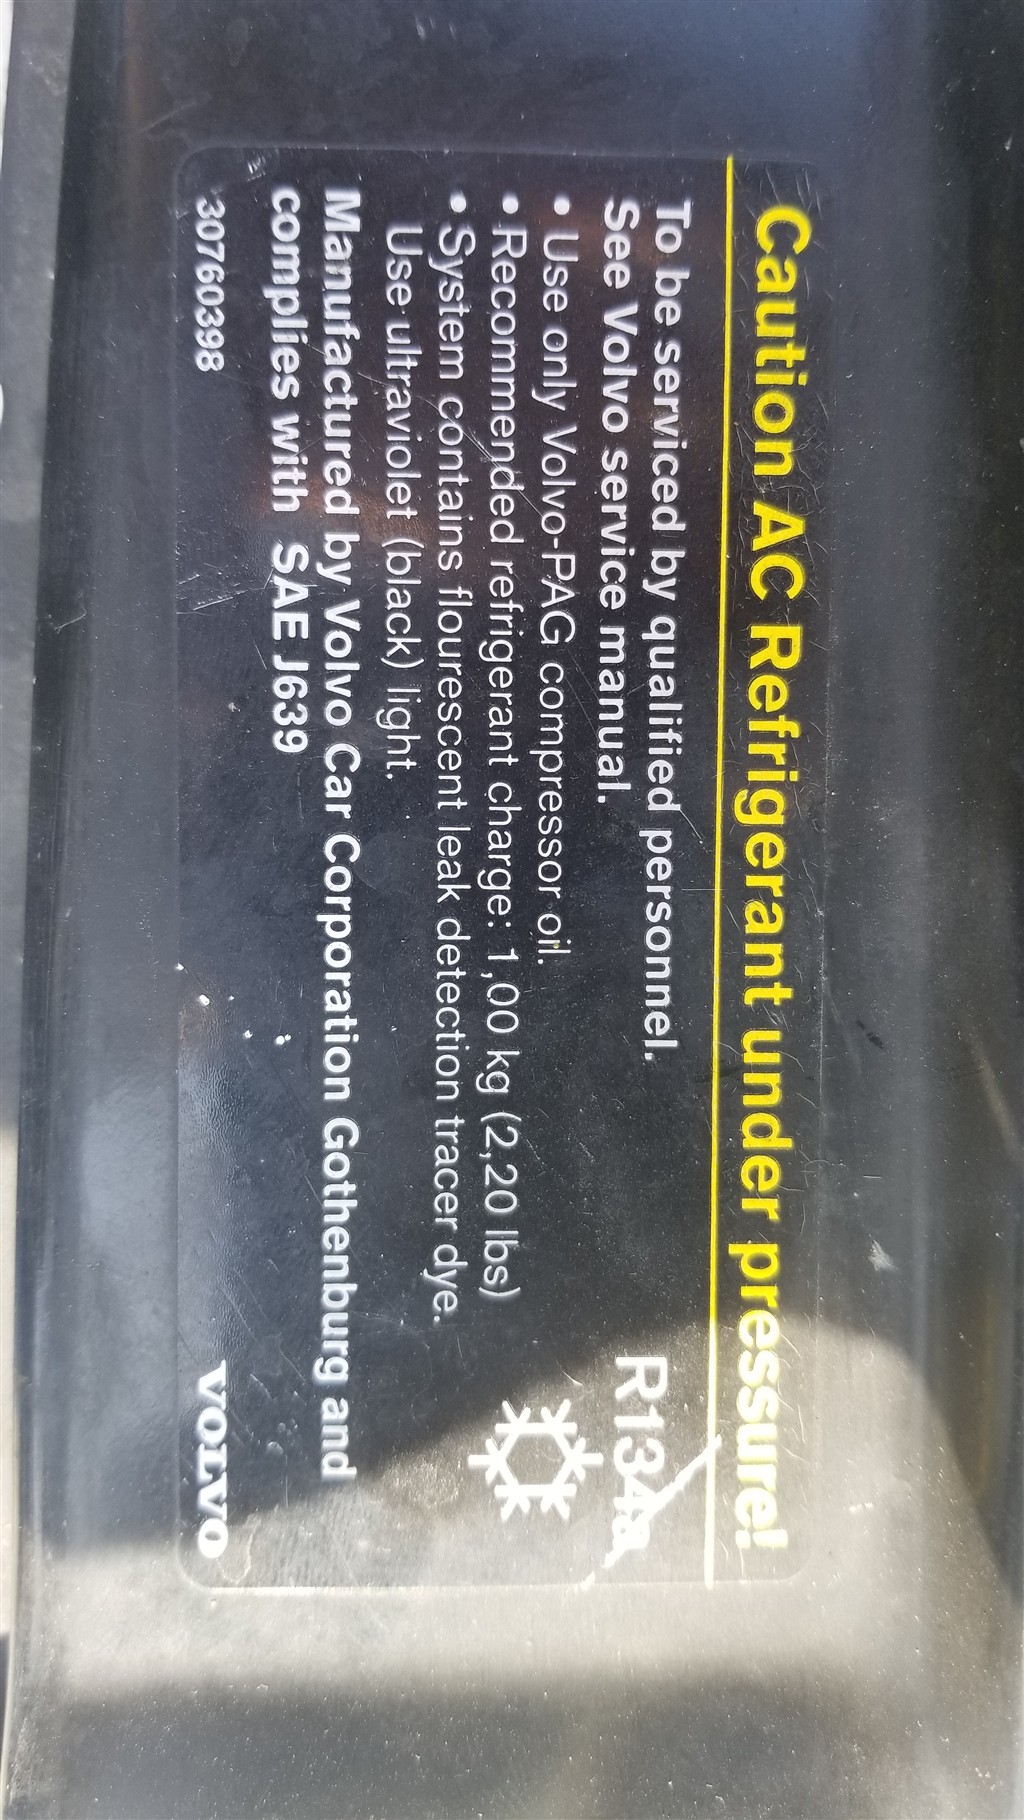 Caution AC Refrigerant under pressure!
To be serviced by qualified personnel.
See Volvo service manual.
R134a
• Use only Volvo-PAG compressor oil.
• Recommended refrigerant charge: 1,00 kg (2,20 lbs)
• System contains flourescent leak detection tracer dye.
Use ultraviolet (black) light.
Manufactured by Volvo Car Corporation Gothenburg and
complies with SAE J639
30760398
VOLVO